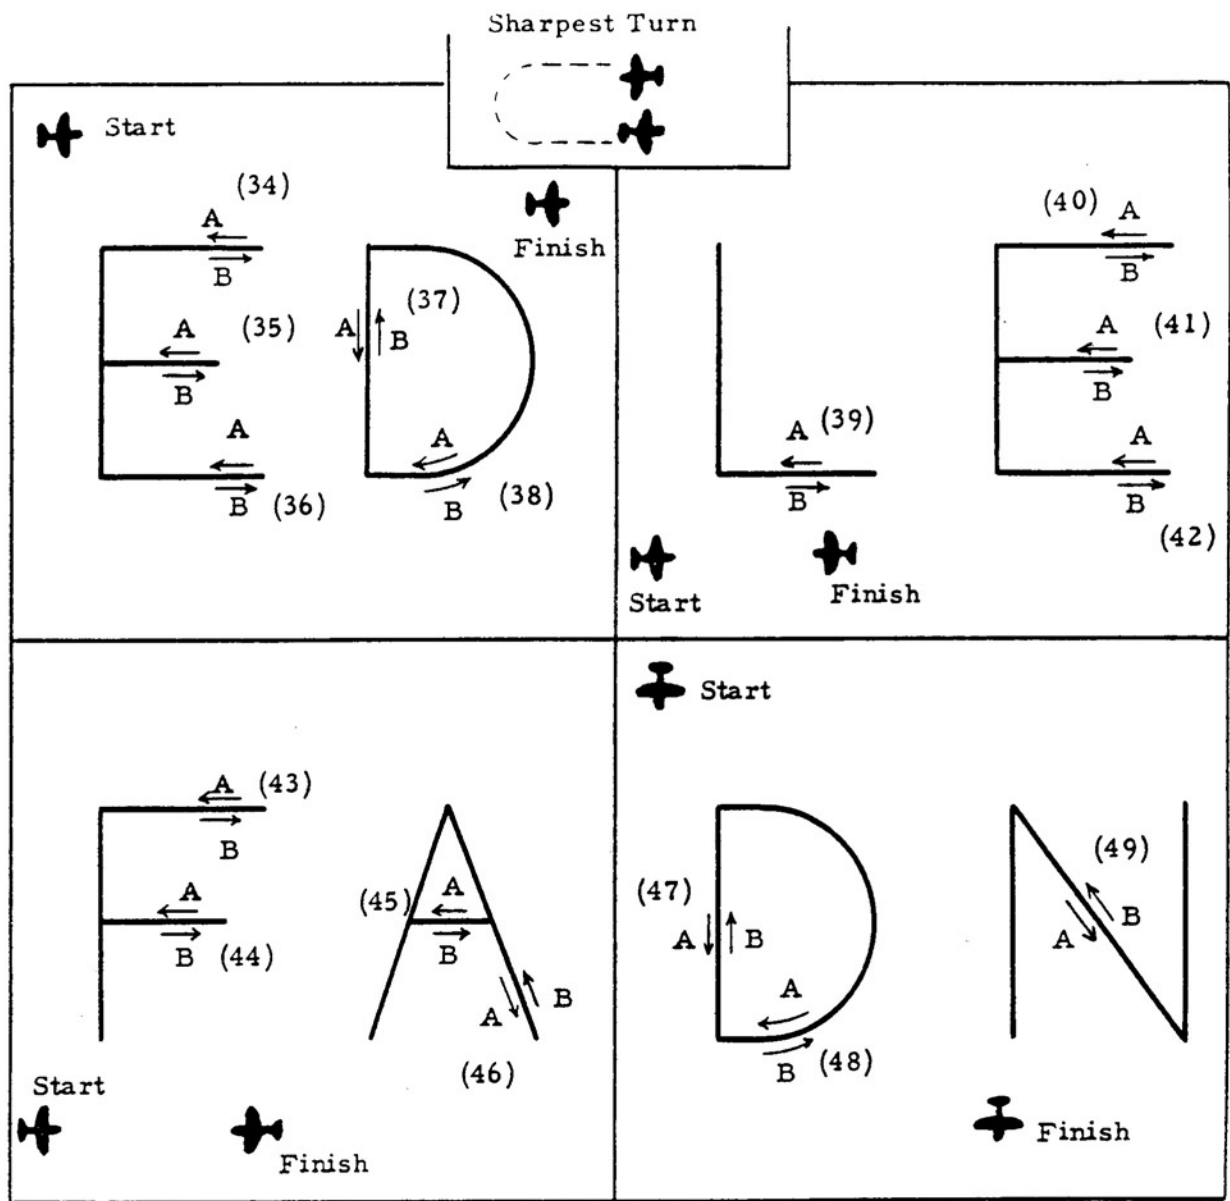 Sharpest Turn
Start
(34)
A
B
Finish
A (35)
B
A
B (36)
(37)
A B
A
B (38)
(40) A
B
A (41)
B
A (39)
B
A
B
(42)
Start
Finish
A (43)
B
A
B (44)
(45) A
B
A B
(46)
Start
Finish
Start
(47)
A B
A
B (48)
(49)
B
A
Finish